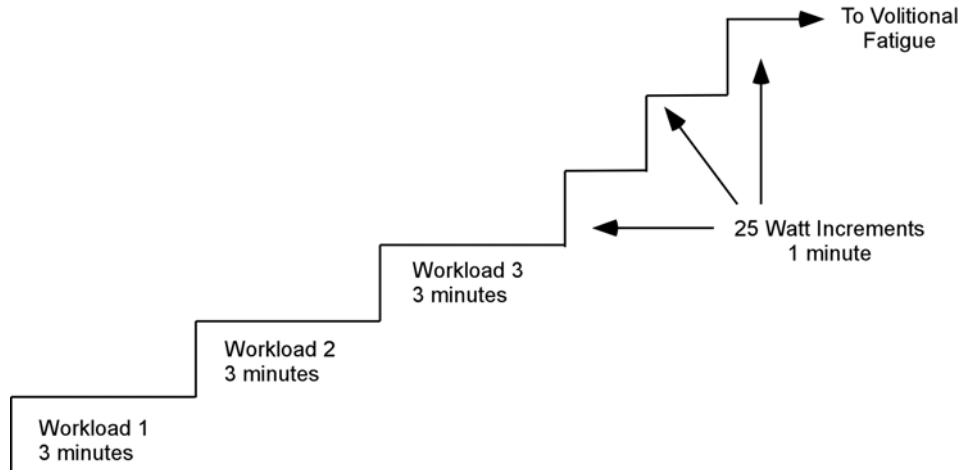 To Volitional
Fatigue
25 Watt Increments
1 minute
Workload 3
3 minutes
Workload 2
3 minutes
Workload 1
3 minutes